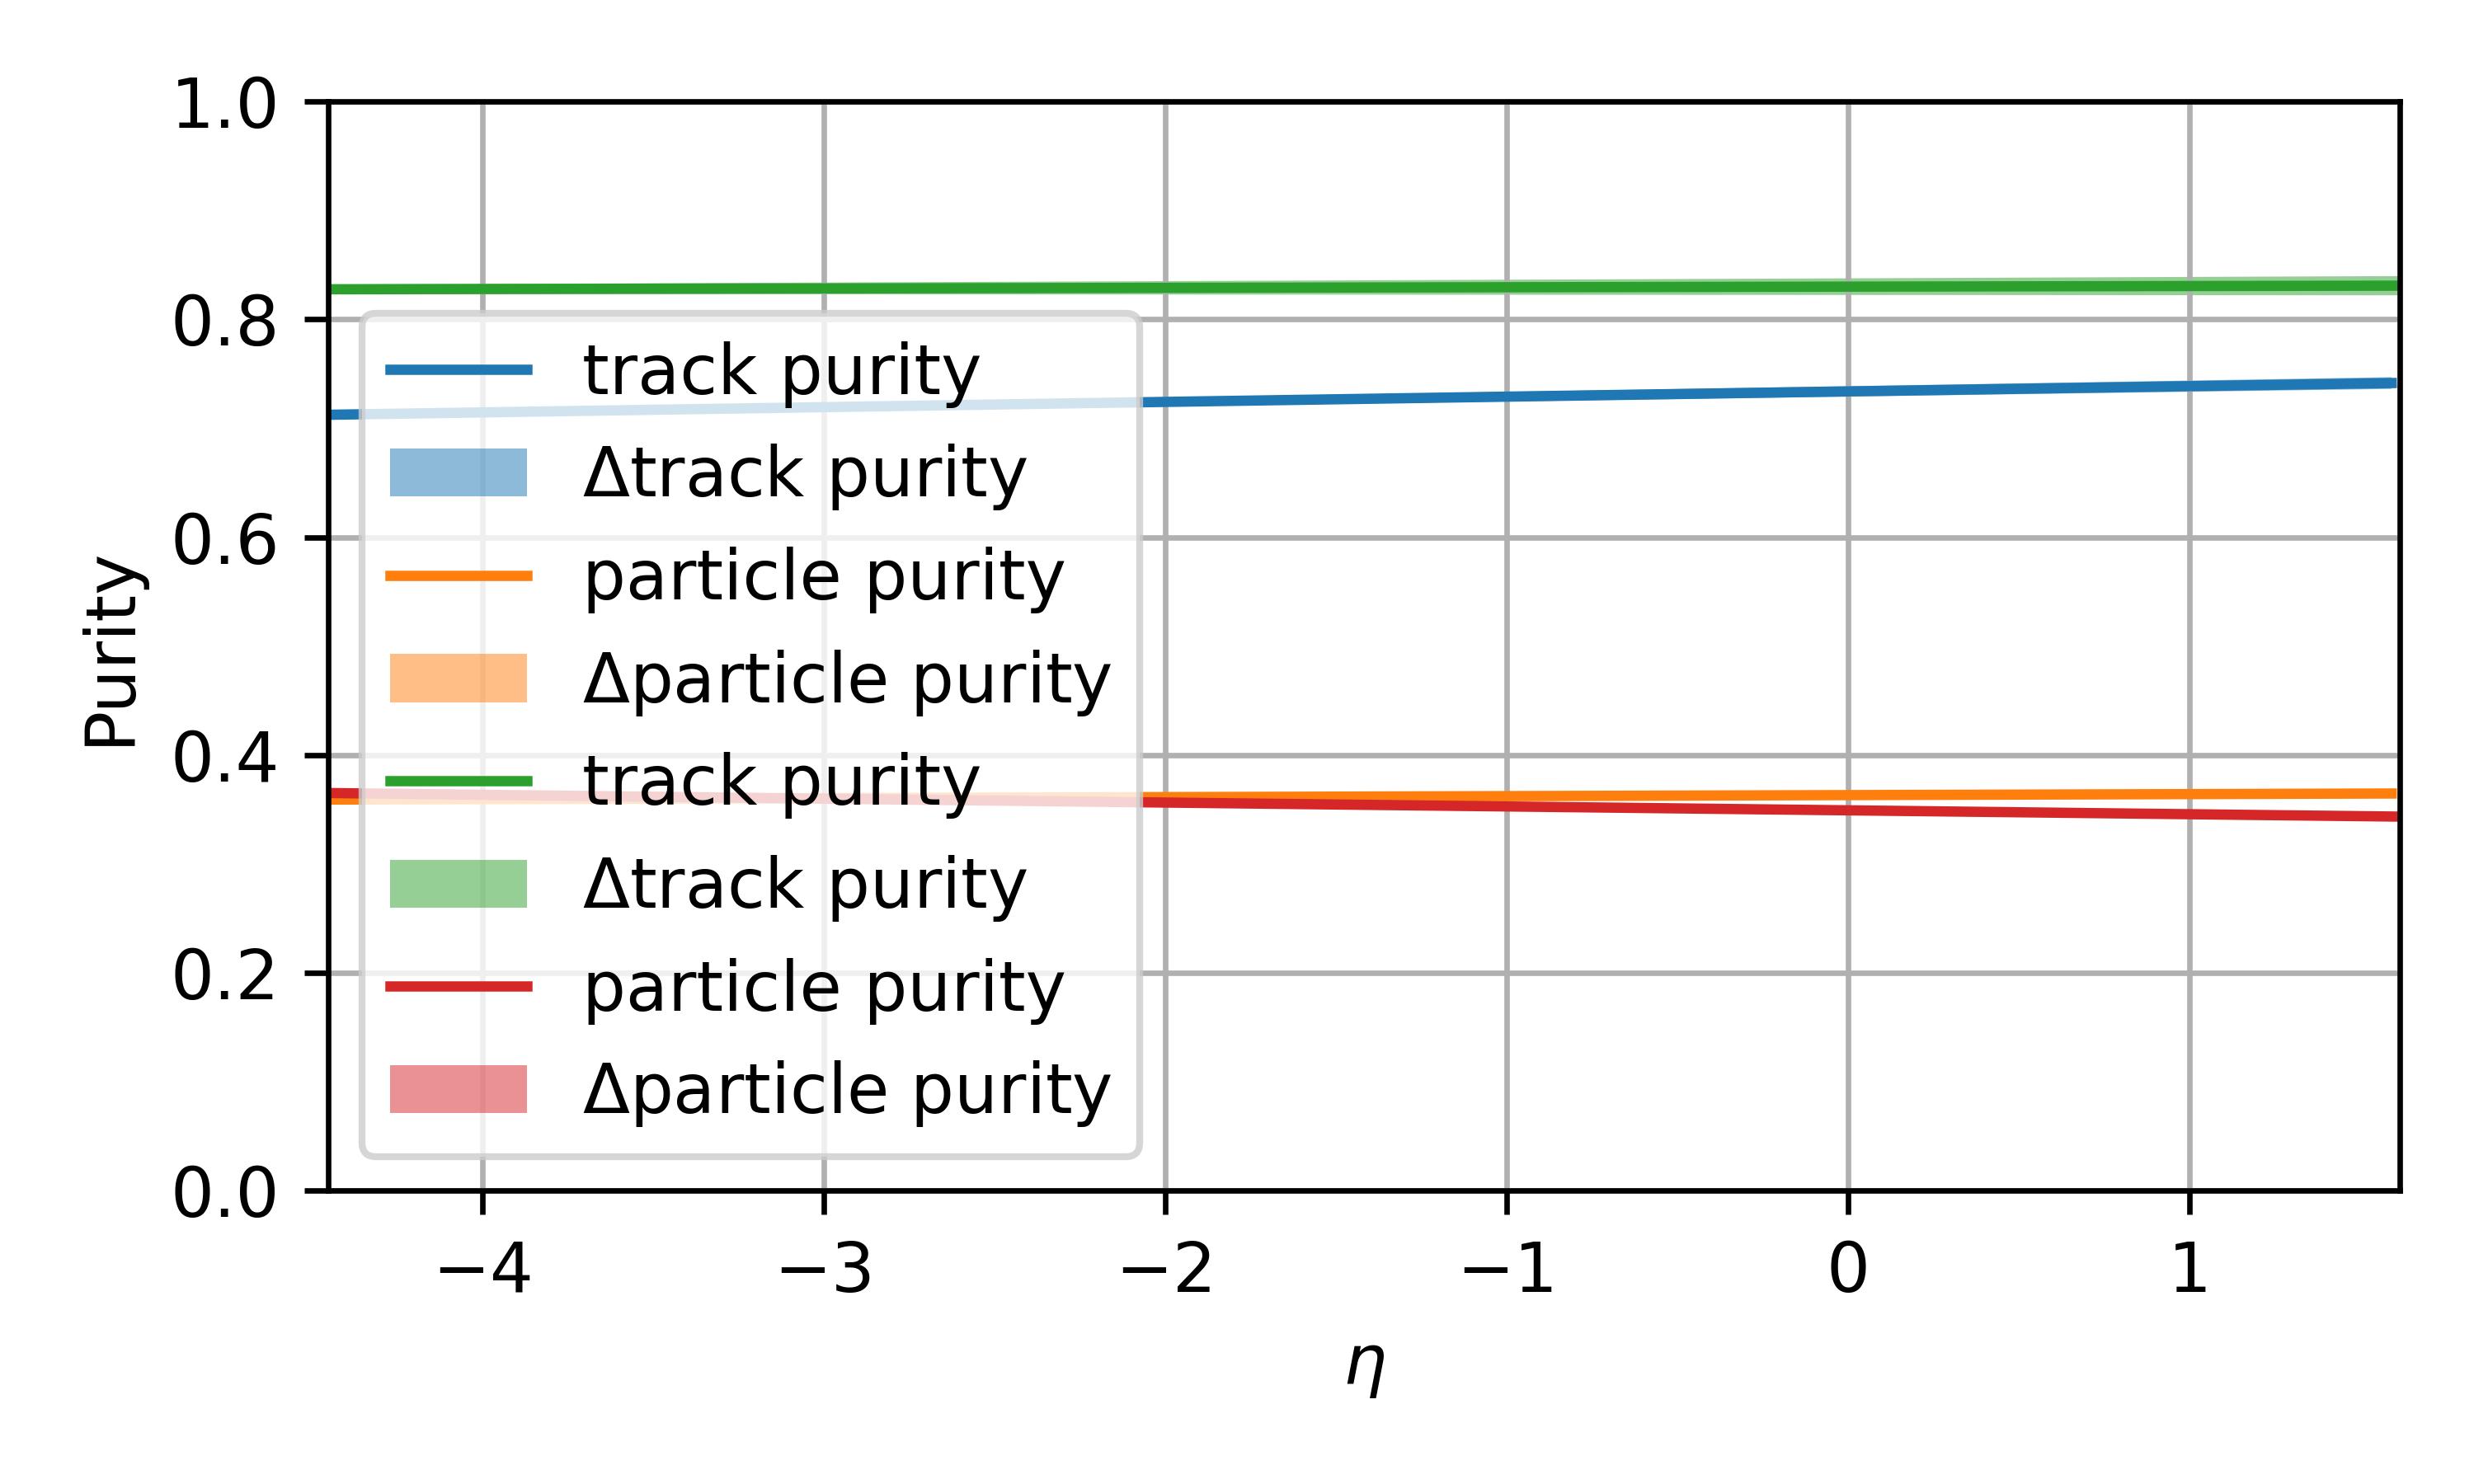 1.0
0.8
0.6
0.4
0.2
0.0
Purity
track purity
Δtrack purity
particle purity
Δparticle purity
track purity
Δtrack purity
particle purity
Δparticle purity
−4 −3 −2 −1 0 1
η